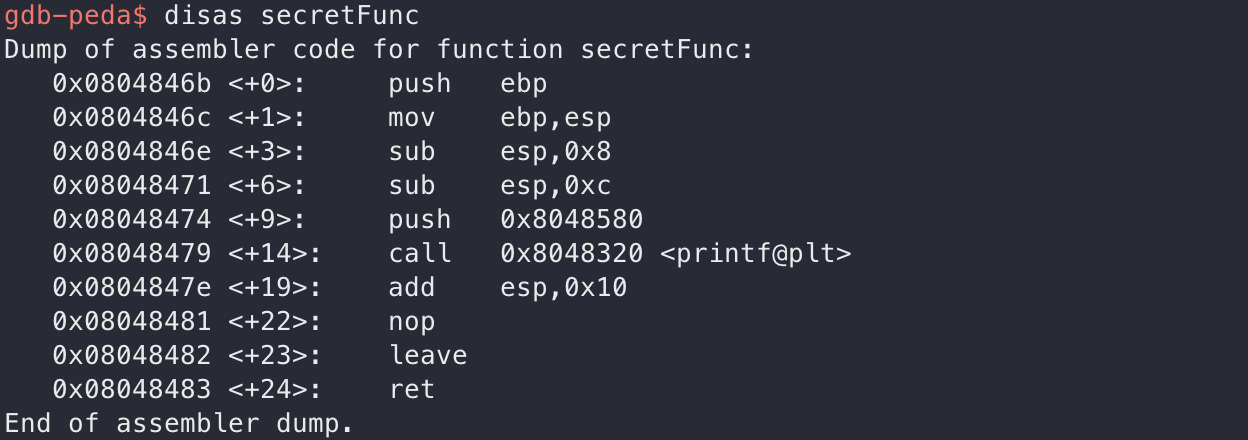 gdb-peda$ disas secretFunc
Dump of assembler code for function secretFunc:
   0x0804846b <+0>:     push   ebp
   0x0804846c <+1>:     mov    ebp,esp
   0x0804846e <+3>:     sub    esp,0x8
   0x08048471 <+6>:     sub    esp,0xc
   0x08048474 <+9>:     push   0x8048580
   0x08048479 <+14>:    call   0x8048320 <printf@plt>
   0x0804847e <+19>:    add    esp,0x10
   0x08048481 <+22>:    nop
   0x08048482 <+23>:    leave
   0x08048483 <+24>:    ret
End of assembler dump.